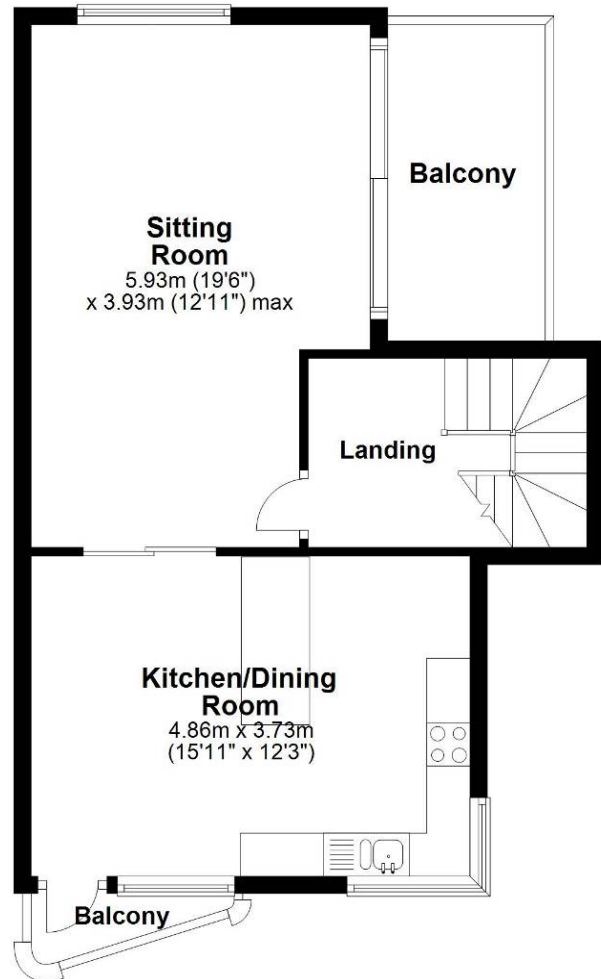 Balcony
Sitting
Room
5.93m (19'6")
x 3.93m (12'11") max
Landing
Kitchen/Dining
Room
4.86m x 3.73m
(15'11" x 12'3")
Balcony